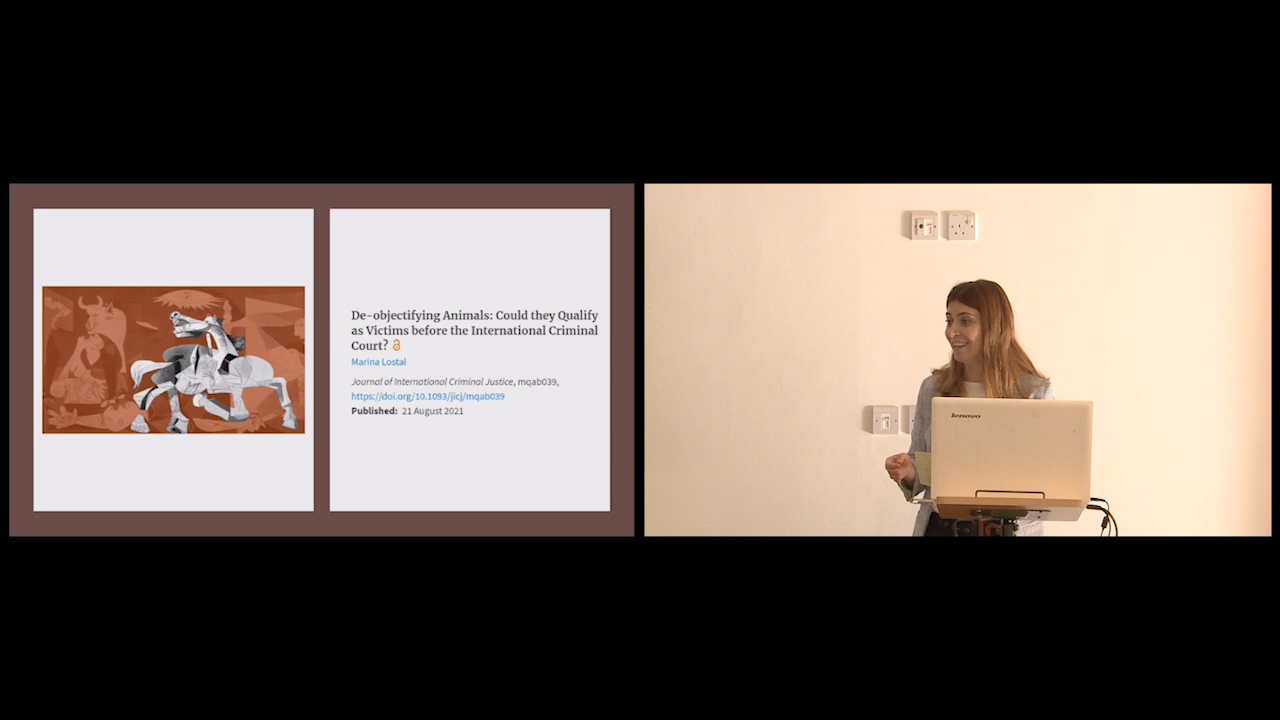 De-objectifying Animals: Could they Qualify
as Victims before the International Criminal
Court?
Marina Lostal
Journal of International Criminal Justice, mqab039,
https://doi.org/10.1093/jicj/mqab039
Published: 21 August 2021
lenovo